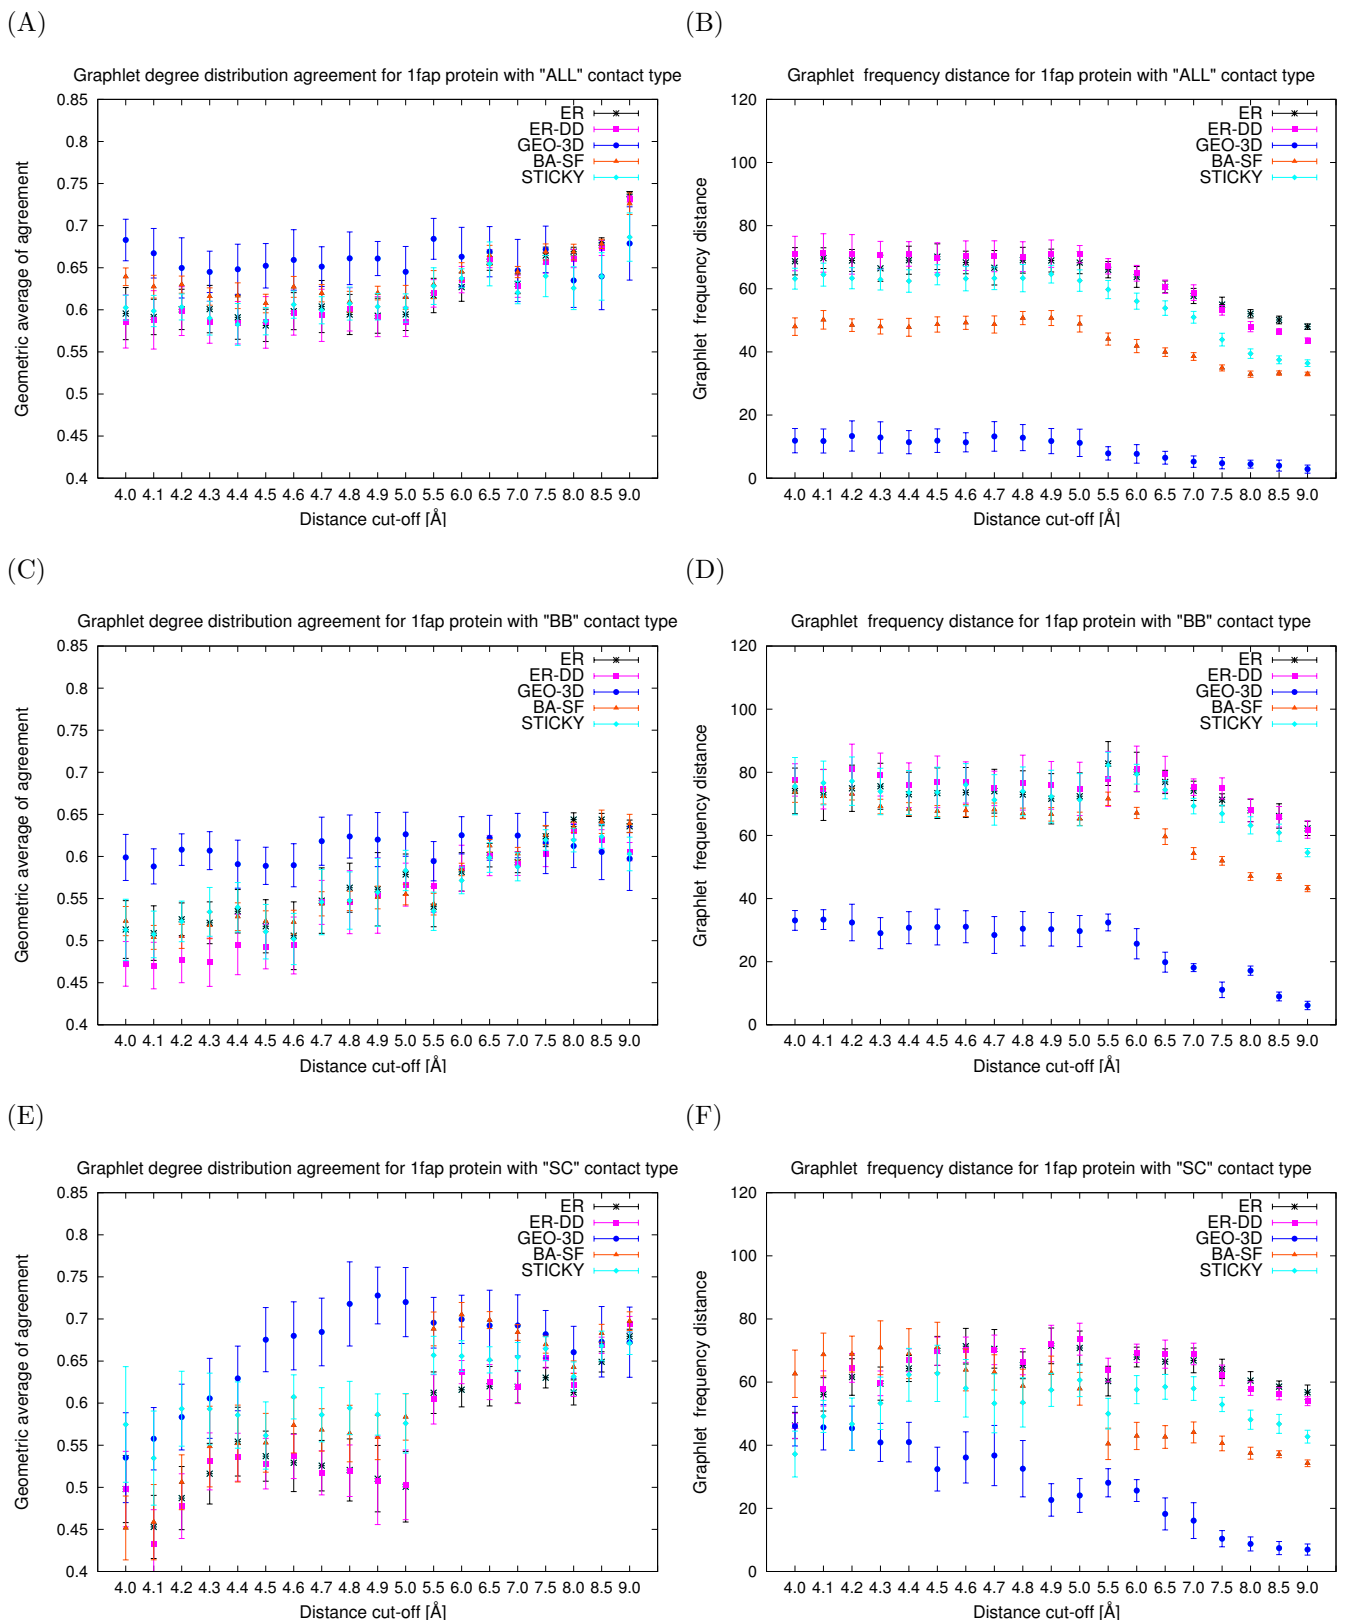 (A)
Graphlet degree distribution agreement for 1fap protein with "ALL" contact type
Geometric average of agreement
0.85
0.8
0.75
0.7
0.65
0.6
0.55
0.5
0.45
0.4
ER
ER-DD
GEO-3D
BA-SF
STICKY
4.0 4.1 4.2 4.3 4.4 4.5 4.6 4.7 4.8 4.9 5.0 5.5 6.0 6.5 7.0 7.5 8.0 8.5 9.0
Distance cut-off [Å]
(B)
Graphlet frequency distance for 1fap protein with "ALL" contact type
Graphlet frequency distance
120
100
80
60
40
20
0
ER
ER-DD
GEO-3D
BA-SF
STICKY
4.0 4.1 4.2 4.3 4.4 4.5 4.6 4.7 4.8 4.9 5.0 5.5 6.0 6.5 7.0 7.5 8.0 8.5 9.0
Distance cut-off [Å]
(C)
Graphlet degree distribution agreement for 1fap protein with "BB" contact type
Geometric average of agreement
0.85
0.8
0.75
0.7
0.65
0.6
0.55
0.5
0.45
0.4
ER
ER-DD
GEO-3D
BA-SF
STICKY
4.0 4.1 4.2 4.3 4.4 4.5 4.6 4.7 4.8 4.9 5.0 5.5 6.0 6.5 7.0 7.5 8.0 8.5 9.0
Distance cut-off [Å]
(D)
Graphlet frequency distance for 1fap protein with "BB" contact type
Graphlet frequency distance
120
100
80
60
40
20
0
ER
ER-DD
GEO-3D
BA-SF
STICKY
4.0 4.1 4.2 4.3 4.4 4.5 4.6 4.7 4.8 4.9 5.0 5.5 6.0 6.5 7.0 7.5 8.0 8.5 9.0
Distance cut-off [Å]
(E)
Graphlet degree distribution agreement for 1fap protein with "SC" contact type
Geometric average of agreement
0.85
0.8
0.75
0.7
0.65
0.6
0.55
0.5
0.45
0.4
ER
ER-DD
GEO-3D
BA-SF
STICKY
4.0 4.1 4.2 4.3 4.4 4.5 4.6 4.7 4.8 4.9 5.0 5.5 6.0 6.5 7.0 7.5 8.0 8.5 9.0
Distance cut-off [Å]
(F)
Graphlet frequency distance for 1fap protein with "SC" contact type
Graphlet frequency distance
120
100
80
60
40
20
0
ER
ER-DD
GEO-3D
BA-SF
STICKY
4.0 4.1 4.2 4.3 4.4 4.5 4.6 4.7 4.8 4.9 5.0 5.5 6.0 6.5 7.0 7.5 8.0 8.5 9.0
Distance cut-off [Å]